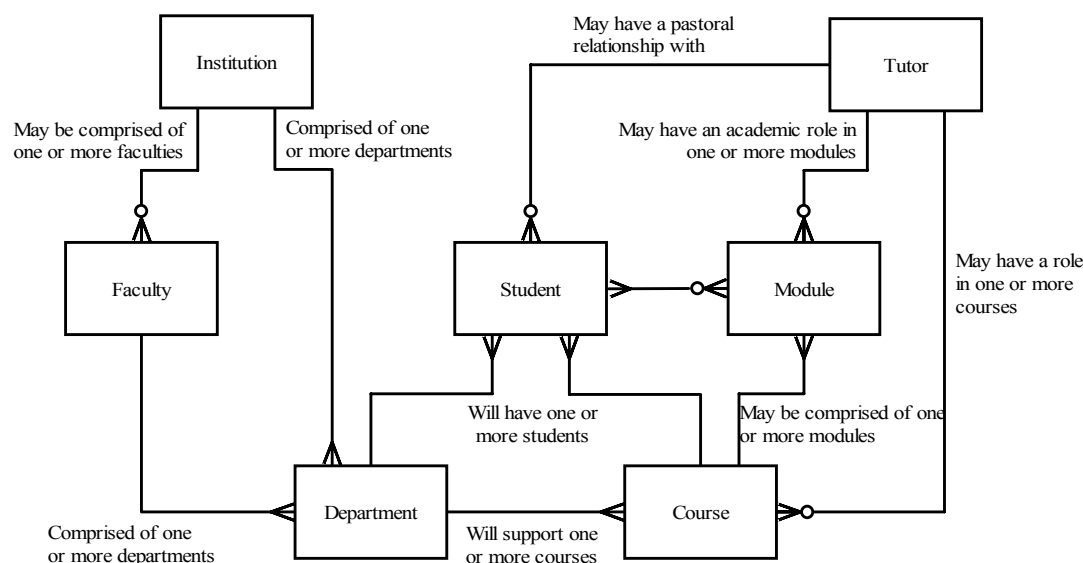 May have a pastoral
relationship with
Institution
Tutor
May be comprised of
one or more faculties
Comprised of one
or more departments
May have an academic role in
one or more modules
Faculty
Student
Module
May have a role
in one or more
courses
Will have one or
more students
May be comprised of one
or more modules
Department
Course
Comprised of one
or more departments
Will support one
or more courses